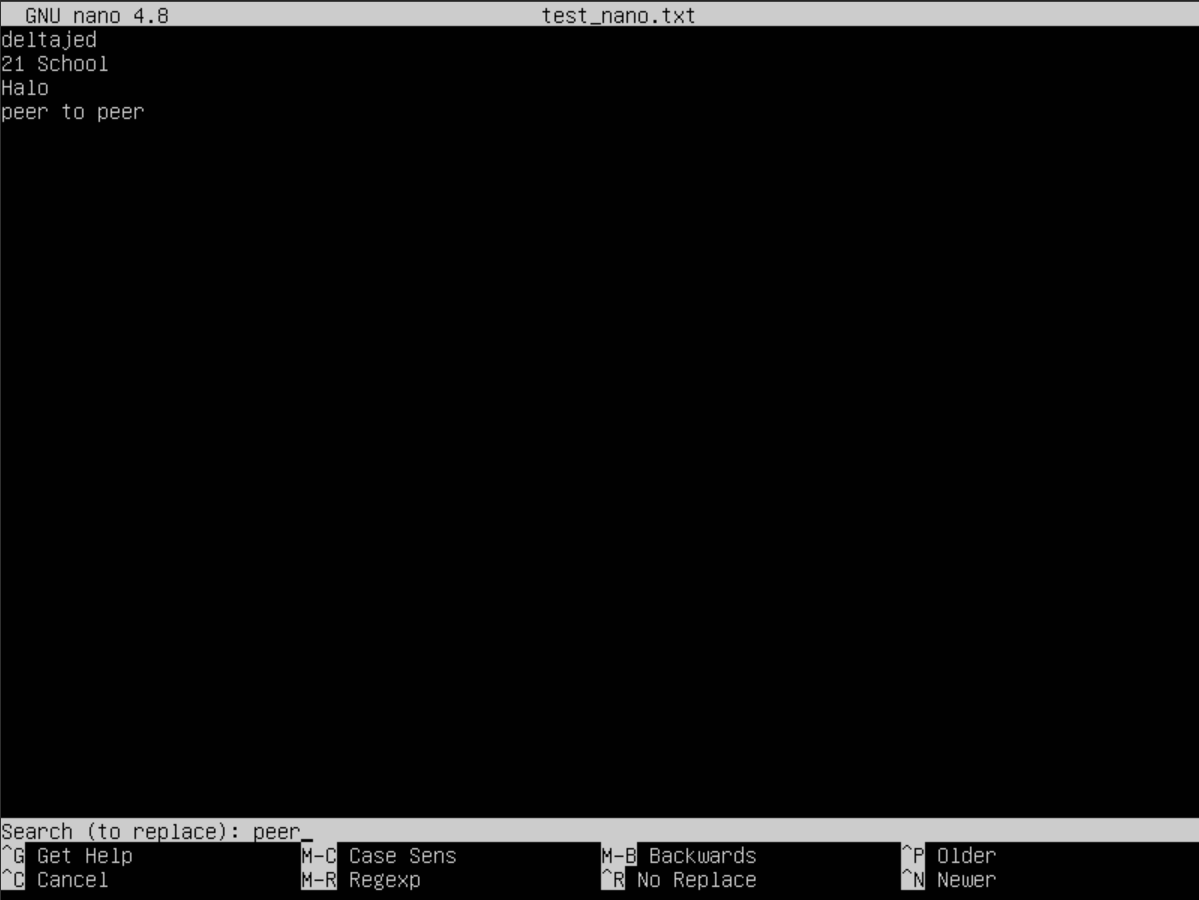 GNU nano 4.8 test_nano.txt
deltajed
21 School
Halo
peer to peer
Search (to replace): peer_
^G Get Help M-C Case Sens M-B Backwards ^P Older
^C Cancel M-R Regexp ^R No Replace ^N Newer